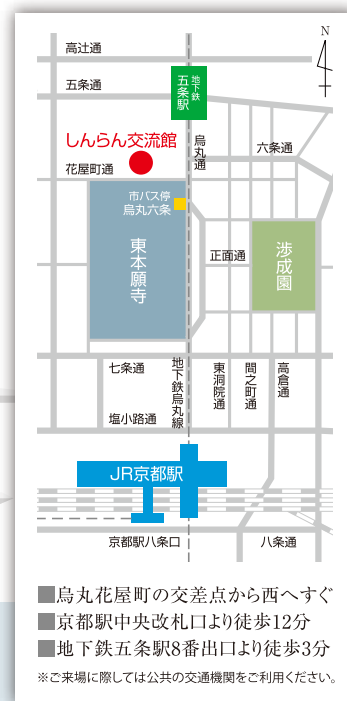 N
高辻通
五条通
地下鉄
五条駅
しんらん交流館
烏丸通
六条通
花屋町通
市バス停
烏丸六条
東本願寺
正面通
渉成園
七条通
地下鉄烏丸線
東洞院通
間之町通
高倉通
塩小路通
JR京都駅
京都駅八条口
八条通
■烏丸花屋町の交差点から西へすぐ
■京都駅中央改札口より徒歩12分
■地下鉄五条駅8番出口より徒歩3分
※ご来場に際しては公共の交通機関をご利用ください。